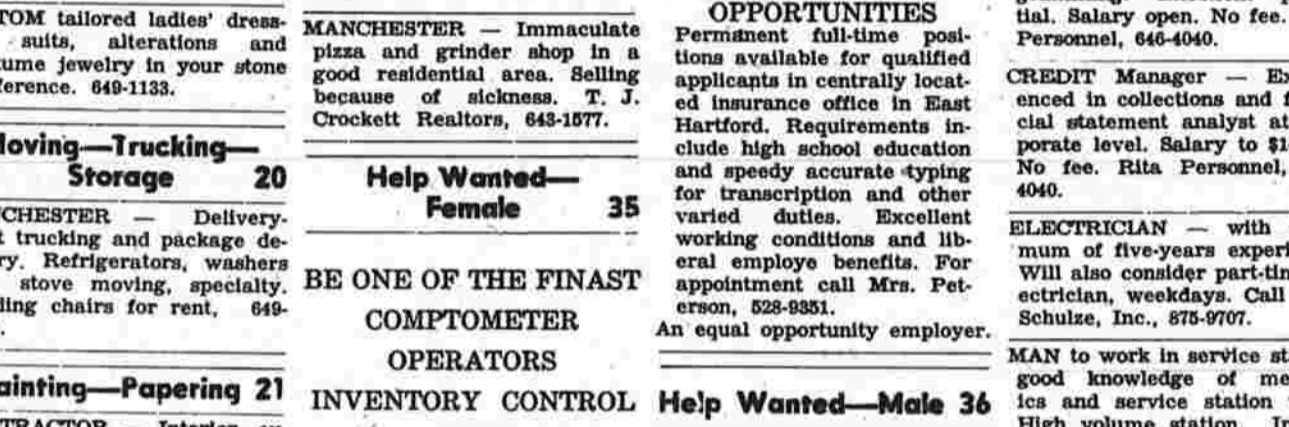 TOM tailored ladies' dress-
suits, alterations and
ume jewelry in your stone
ference. 649-1133.
loving—Trucking—
Storage 20
CHESTER — Delivery-
t trucking and package de-
ry. Refrigerators, washers
stove moving, specialty.
ding chairs for rent, 649-
ainting—Papering 21
TRACTOR — Interior
MANCHESTER — Immaculate
pizza and grinder shop in a
good residential area. Selling
because of sickness. T. J.
Crockett Realtors, 643-1577.
Help Wanted—
Female 35
BE ONE OF THE FINAST
COMPTOMETER
OPERATORS
INVENTORY CONTROL
OPPORTUNITIES
Permanent full-time posi-
tions available for qualified
applicants in centrally locat-
ed insurance office in East
Hartford. Requirements in-
clude high school education
and speedy accurate typing
for transcription and other
varied duties. Excellent
working conditions and lib-
eral employe benefits. For
appointment call Mrs. Pet-
erson, 528-9351.
An equal opportunity employer.
Help Wanted—Male 36
tial. Salary open. No fee.
Personnel, 646-4040.
CREDIT Manager — Ex
enced in collections and f
cial statement analyst at
porate level. Salary to $1
No fee. Rita Personnel,
4040.
ELECTRICIAN — with
mum of five-years experi
Will also consider part-tim
ectrician, weekdays. Call
Schulze, Inc., 875-9707.
MAN to work in service st
good knowledge of me
ics and service station
High volume station. In